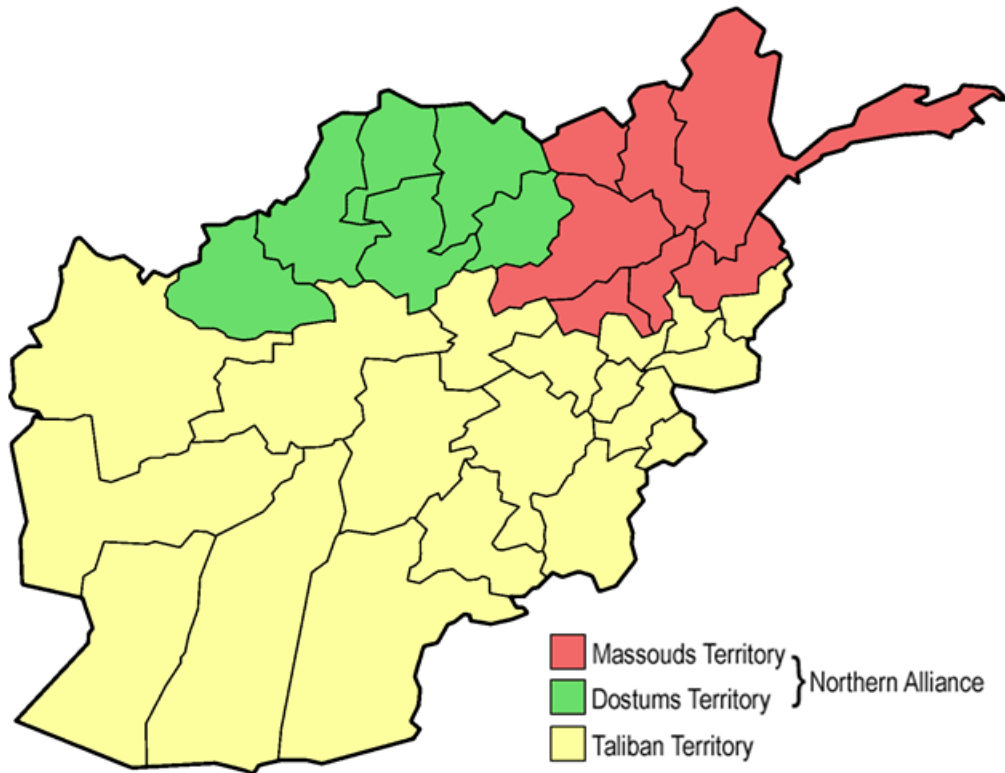 Massouds Territory
Dostums Territory
Northern Alliance
Taliban Territory